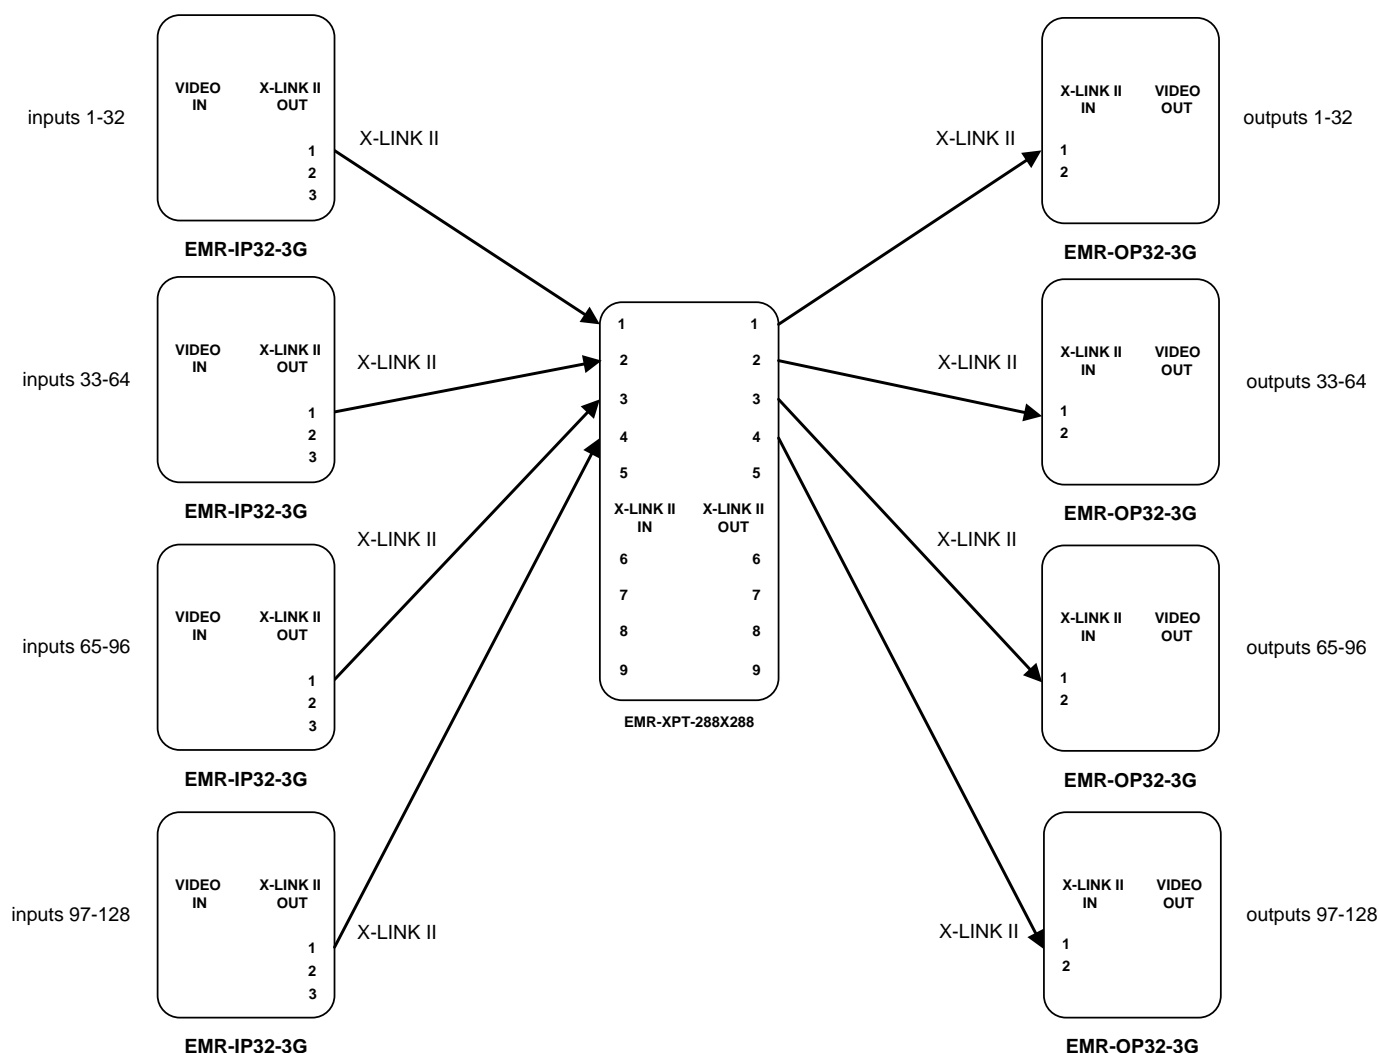 inputs 1-32
VIDEO
IN
X-LINK II
OUT
1
2
3
EMR-IP32-3G
X-LINK II
inputs 33-64
VIDEO
IN
X-LINK II
OUT
1
2
3
EMR-IP32-3G
X-LINK II
inputs 65-96
VIDEO
IN
X-LINK II
OUT
1
2
3
EMR-IP32-3G
X-LINK II
inputs 97-128
VIDEO
IN
X-LINK II
OUT
1
2
3
EMR-IP32-3G
X-LINK II
1
2
3
4
5
X-LINK II
IN
6
7
8
9
1
2
3
4
5
X-LINK II
OUT
6
7
8
9
EMR-XPT-288X288
X-LINK II
X-LINK II
IN
1
2
VIDEO
OUT
EMR-OP32-3G
outputs 1-32
X-LINK II
X-LINK II
IN
1
2
VIDEO
OUT
EMR-OP32-3G
outputs 33-64
X-LINK II
X-LINK II
IN
1
2
VIDEO
OUT
EMR-OP32-3G
outputs 65-96
X-LINK II
X-LINK II
IN
1
2
VIDEO
OUT
EMR-OP32-3G
outputs 97-128